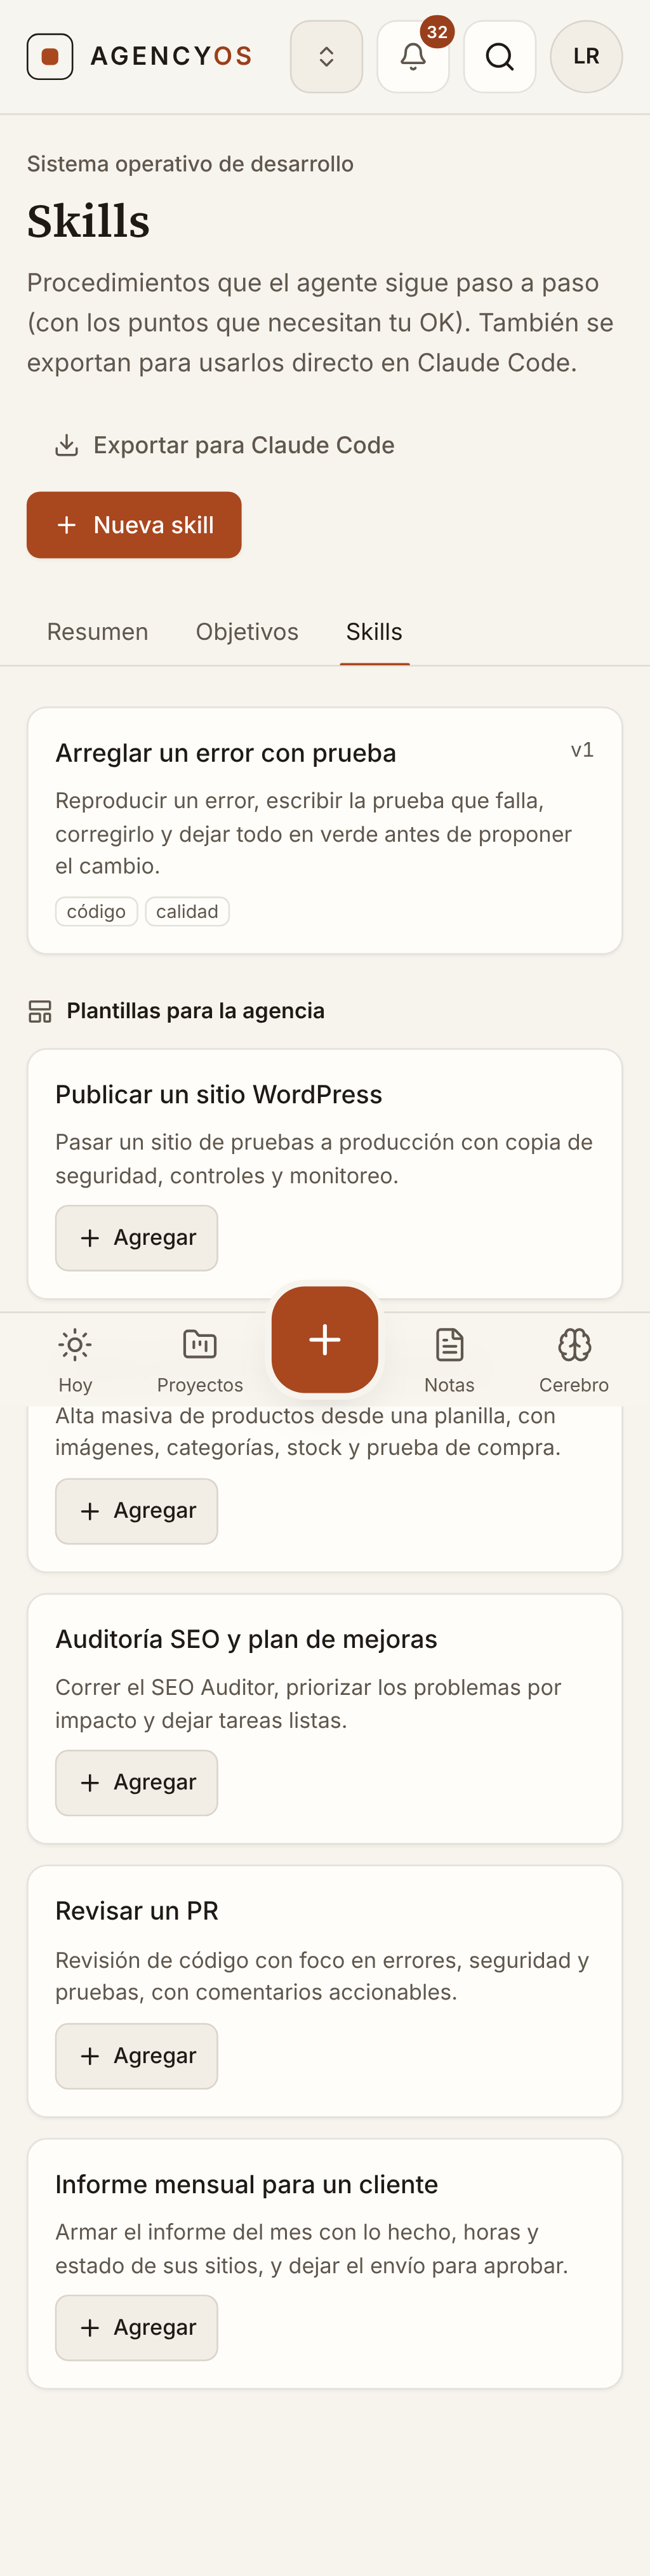 AGENCYOS
32
LR
Sistema operativo de desarrollo
Skills
Procedimientos que el agente sigue paso a paso
(con los puntos que necesitan tu OK). También se
exportan para usarlos directo en Claude Code.
Exportar para Claude Code
Nueva skill
Resumen
Objetivos
Skills
Arreglar un error con prueba
v1
Reproducir un error, escribir la prueba que falla,
corregirlo y dejar todo en verde antes de proponer
el cambio.
código
calidad
Plantillas para la agencia
Publicar un sitio WordPress
Pasar un sitio de pruebas a producción con copia de
seguridad, controles y monitoreo.
Agregar
Hoy
Proyectos
Notas
Cerebro
Alta masiva de productos desde una planilla, con
imágenes, categorías, stock y prueba de compra.
Agregar
Auditoría SEO y plan de mejoras
Correr el SEO Auditor, priorizar los problemas por
impacto y dejar tareas listas.
Agregar
Revisar un PR
Revisión de código con foco en errores, seguridad y
pruebas, con comentarios accionables.
Agregar
Informe mensual para un cliente
Armar el informe del mes con lo hecho, horas y
estado de sus sitios, y dejar el envío para aprobar.
Agregar